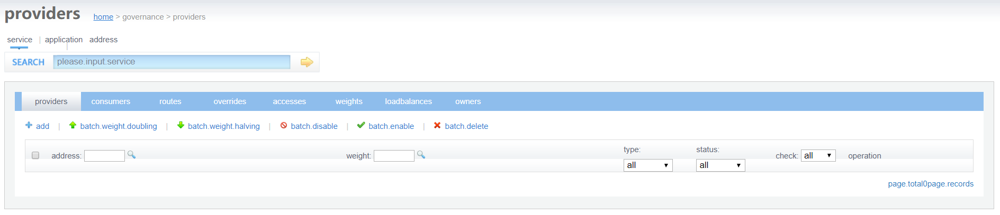 providers home > governance > providers
service | application address
SEARCH please.input.service
providers consumers routes overrides accesses weights loadbalances owners
add | batch.weight.doubling | batch.weight.halving | batch.disable | batch.enable | batch.delete
address: weight: type: all status: all check: all operation
page.total0page.records